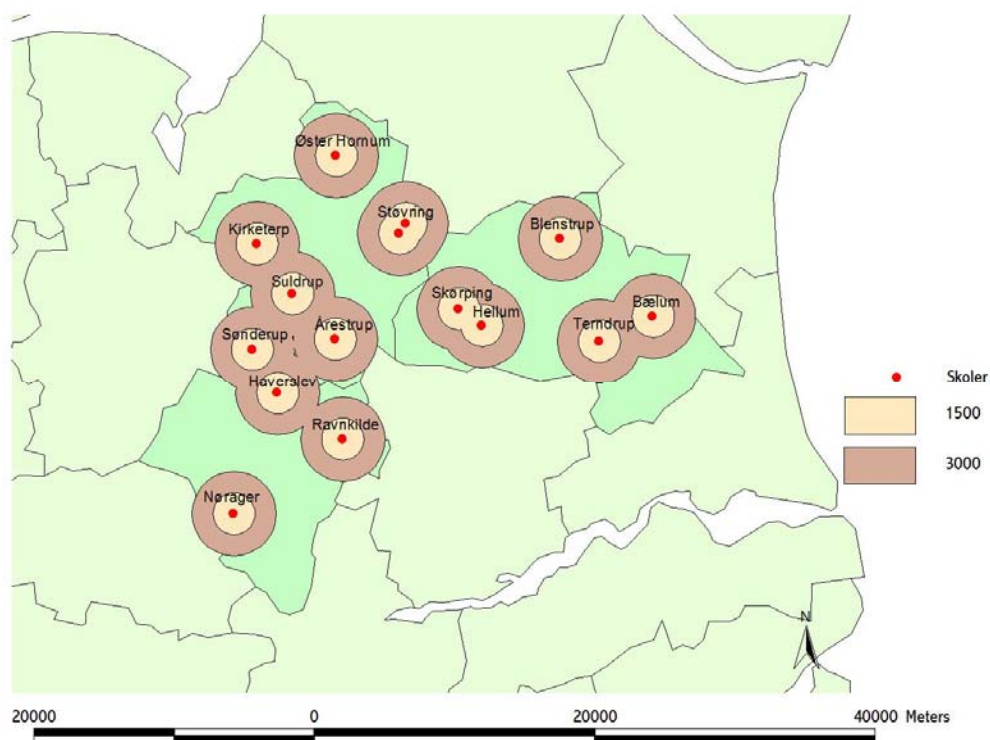 Øster Hornum
Støvring
Blenstrup
Kirketerp
Suldrup
Skørping
Hellum
Bælum
Terndrup
Årestrup
Sønderup
Haverslev
Ravnkilde
Nørager
Skoler
1500
3000
N
20000 0 20000 40000 Meters